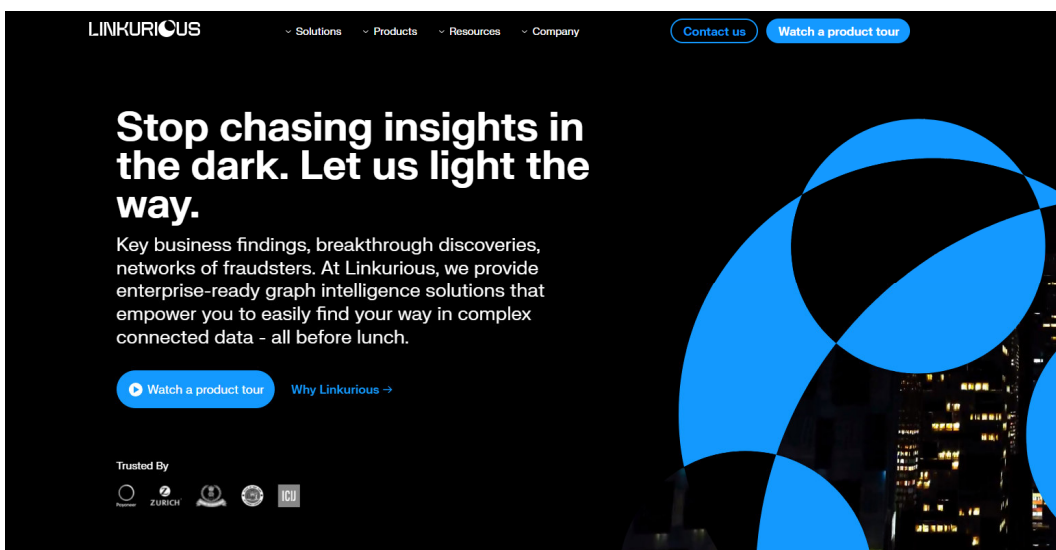 LINKURIOUS
Solutions
Products
Resources
Company
Contact us
Watch a product tour
Stop chasing insights in
the dark. Let us light the
way.
Key business findings, breakthrough discoveries,
networks of fraudsters. At Linkurious, we provide
enterprise-ready graph intelligence solutions that
empower you to easily find your way in complex
connected data - all before lunch.
Watch a product tour
Why Linkurious →
Trusted By
ZURICH
ICIJ